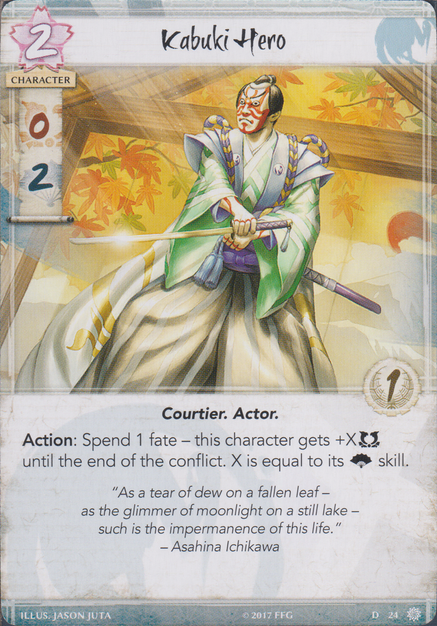 2
Kabuki Hero
CHARACTER
0
2
1
Courtier. Actor.
Action: Spend 1 fate – this character gets +X
until the end of the conflict. X is equal to its skill.
“As a tear of dew on a fallen leaf –
as the glimmer of moonlight on a still lake –
such is the impermanence of this life.”
– Asahina Ichikawa
ILLUS. JASON JUTA © 2017 FFG D 24